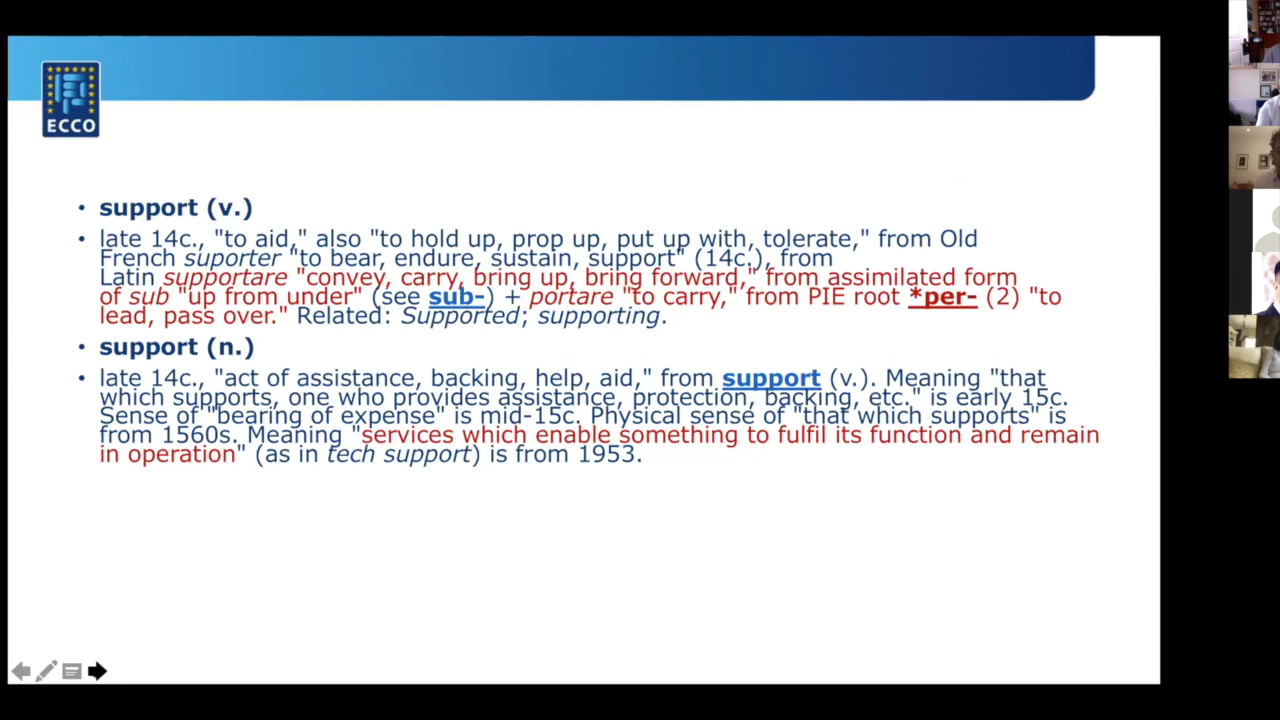 ECCO
• support (v.)
• late 14c., "to aid," also "to hold up, prop up, put up with, tolerate," from Old
French suporter "to bear, endure, sustain, support" (14c.), from
Latin supportare "convey, carry, bring up, bring forward," from assimilated form
of sub "up from under" (see sub-) + portare "to carry," from PIE root *per- (2) "to
lead, pass over." Related: Supported; supporting.
• support (n.)
• late 14c., "act of assistance, backing, help, aid," from support (v.). Meaning "that
which supports, one who provides assistance, protection, backing, etc." is early 15c.
Sense of "bearing of expense" is mid-15c. Physical sense of "that which supports" is
from 1560s. Meaning "services which enable something to fulfil its function and remain
in operation" (as in tech support) is from 1953.